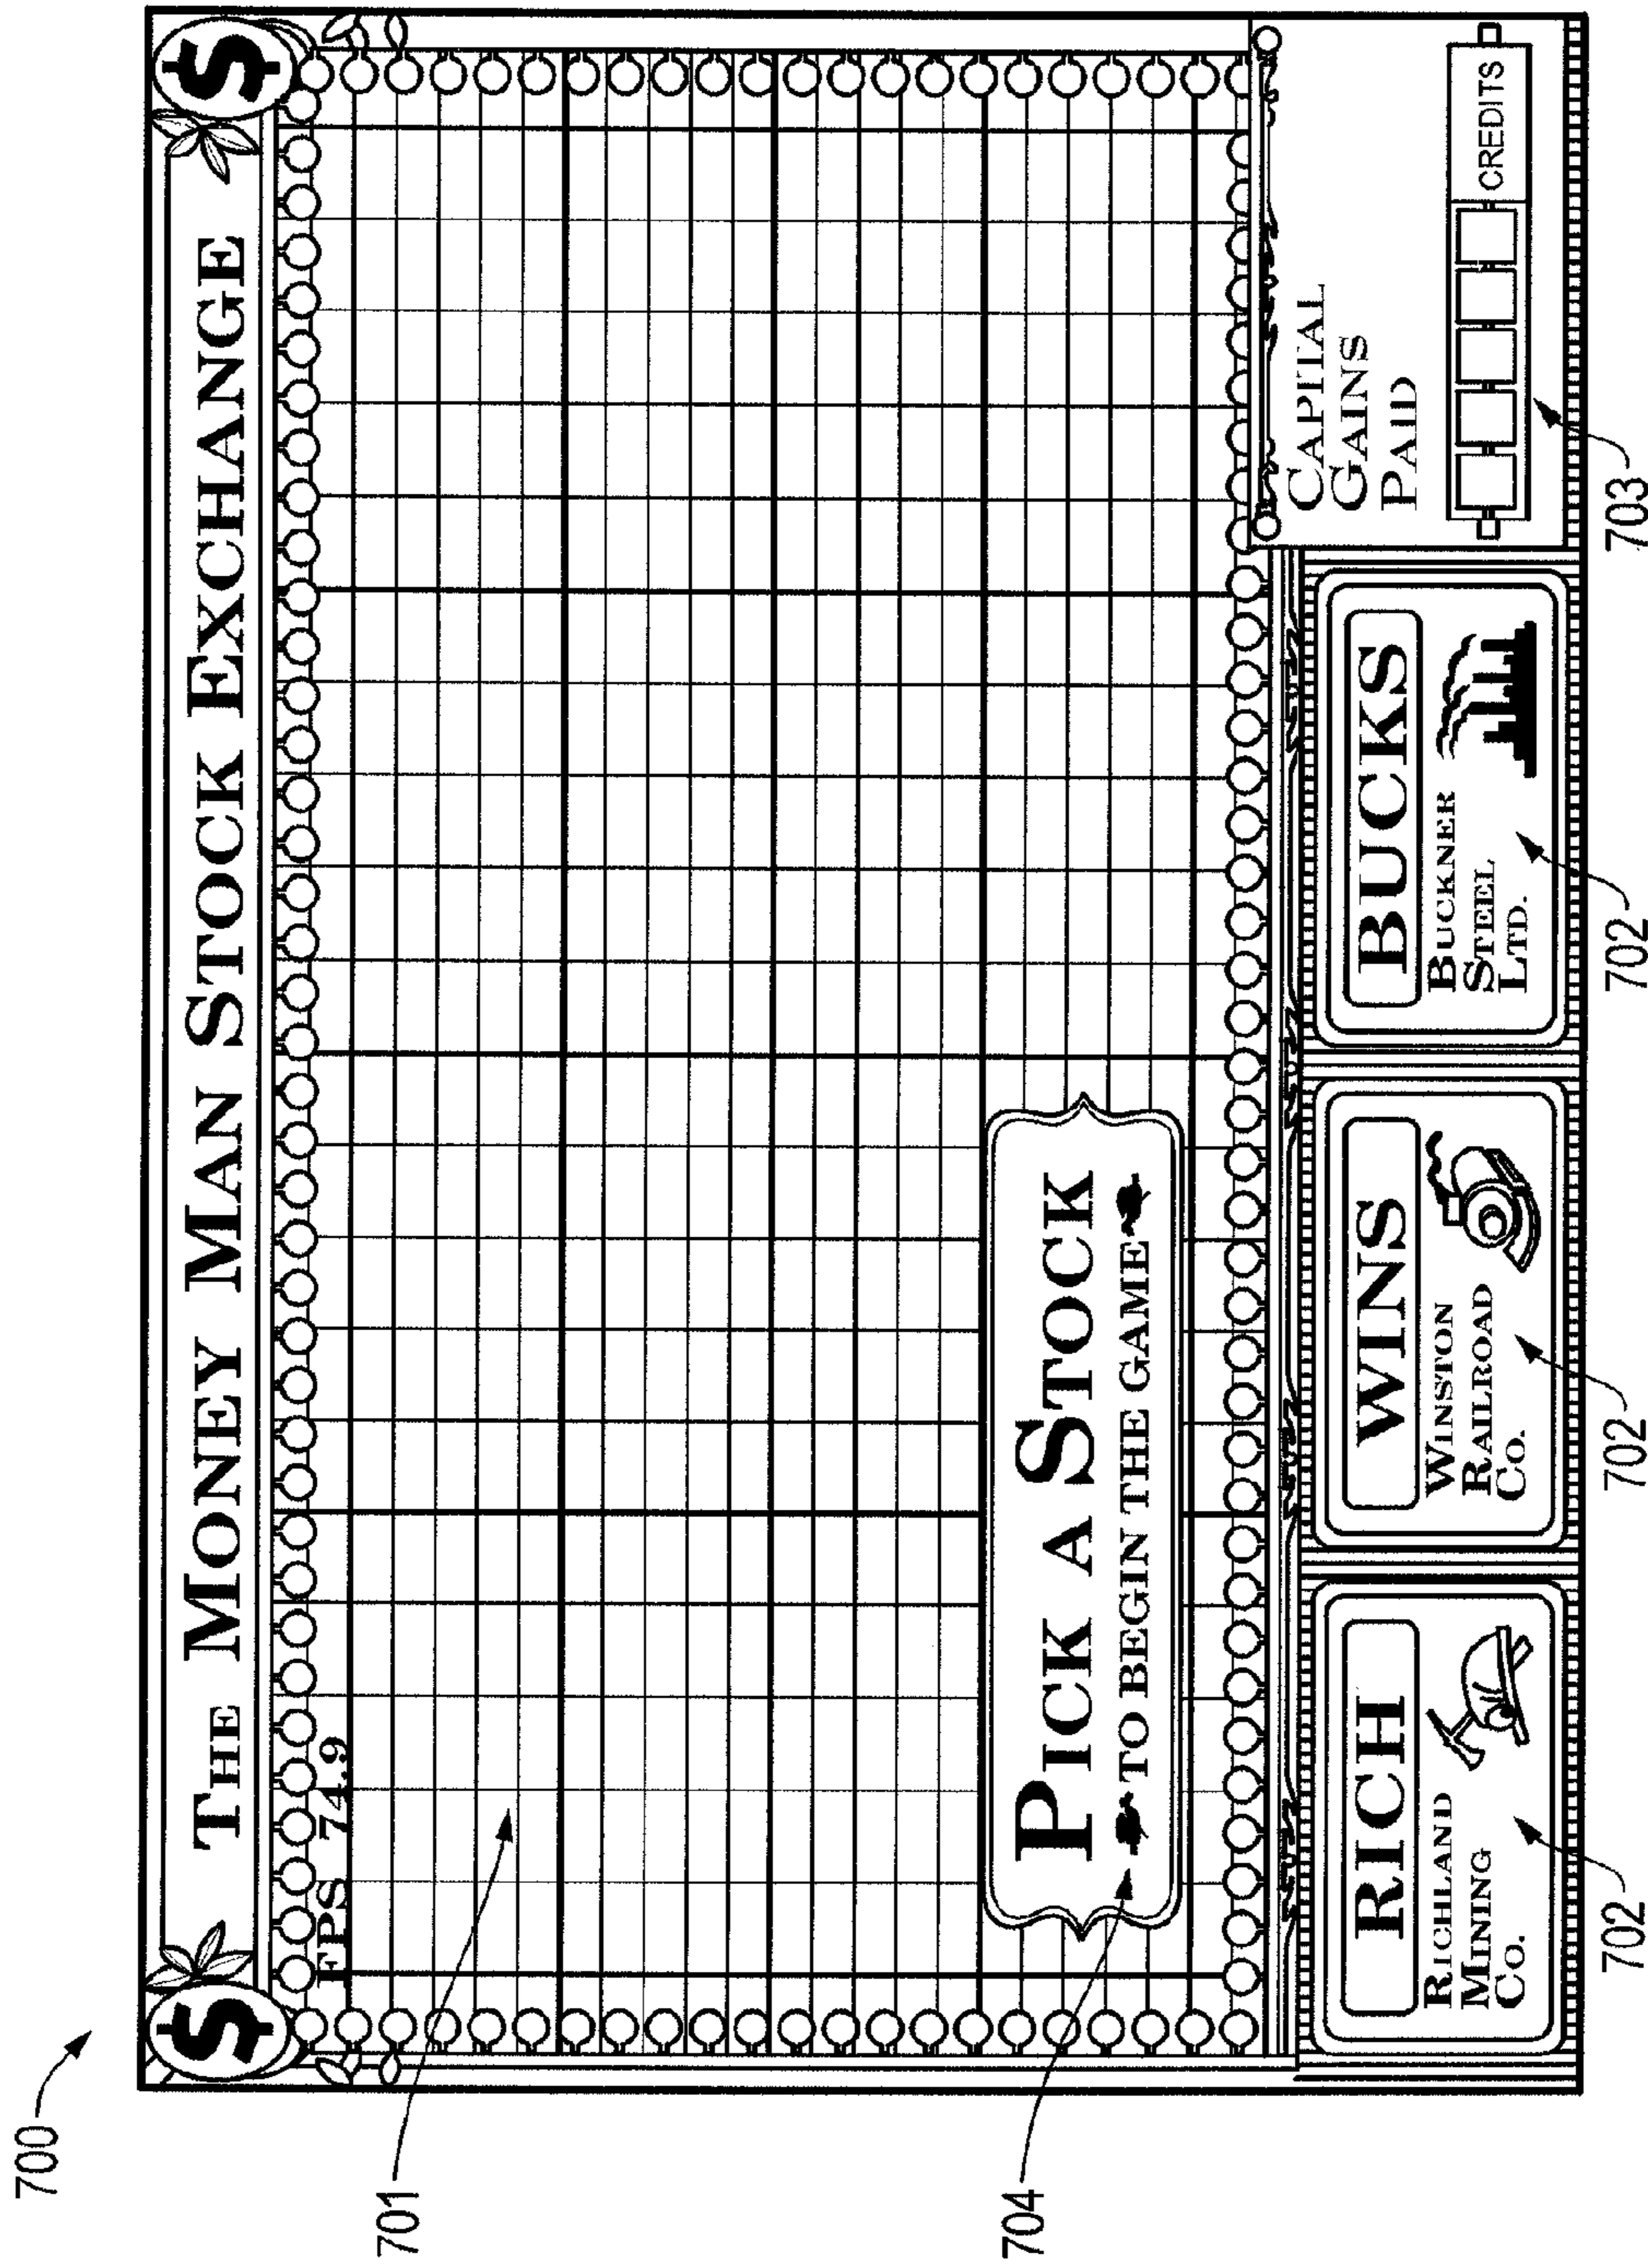 700
THE MONEY MAN STOCK EXCHANGE
$
$
FPS 74.9
701
704
PICK A STOCK
TO BEGIN THE GAME
RICH
RICHLAND
MINING
CO.
702
WINS
WINSTON
RAILROAD
CO.
702
BUCKS
BUCKNER
STEEL
LTD.
702
CAPITAL
GAINS
PAID
CREDITS
703